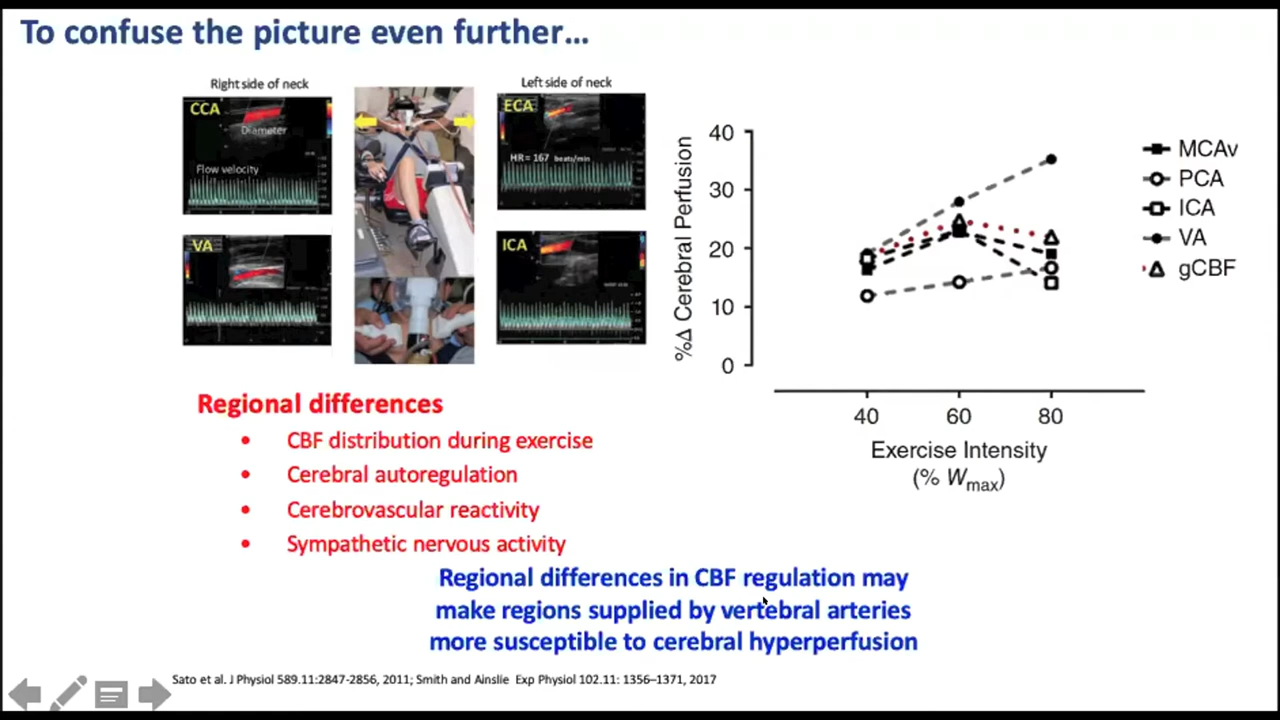 To confuse the picture even further...
Right side of neck
Left side of neck
CCA
Diameter
Flow velocity
ECA
HR= 167 beats/min
VA
ICA
%Δ Cerebral Perfusion
40
30
20
10
0
40 60 80
Exercise Intensity
(% Wmax)
MCAv
PCA
ICA
VA
gCBF
Regional differences
• CBF distribution during exercise
• Cerebral autoregulation
• Cerebrovascular reactivity
• Sympathetic nervous activity
Regional differences in CBF regulation may
make regions supplied by vertebral arteries
more susceptible to cerebral hyperperfusion
Sato et al. J Physiol 589.11:2847-2856, 2011; Smith and Ainslie Exp Physiol 102.11: 1356–1371, 2017